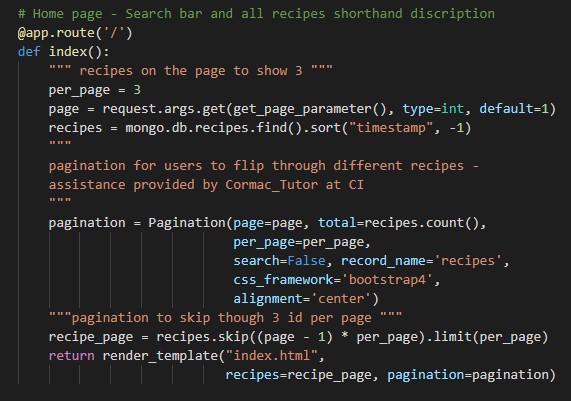 # Home page - Search bar and all recipes shorthand discription
@app.route('/')
def index():
    """ recipes on the page to show 3 """
    per_page = 3
    page = request.args.get(get_page_parameter(), type=int, default=1)
    recipes = mongo.db.recipes.find().sort("timestamp", -1)
    """
    pagination for users to flip through different recipes -
    assistance provided by Cormac_Tutor at CI
    """
    pagination = Pagination(page=page, total=recipes.count(),
                            per_page=per_page,
                            search=False, record_name='recipes',
                            css_framework='bootstrap4',
                            alignment='center')
    """pagination to skip though 3 id per page """
    recipe_page = recipes.skip((page - 1) * per_page).limit(per_page)
    return render_template("index.html",
                           recipes=recipe_page, pagination=pagination)